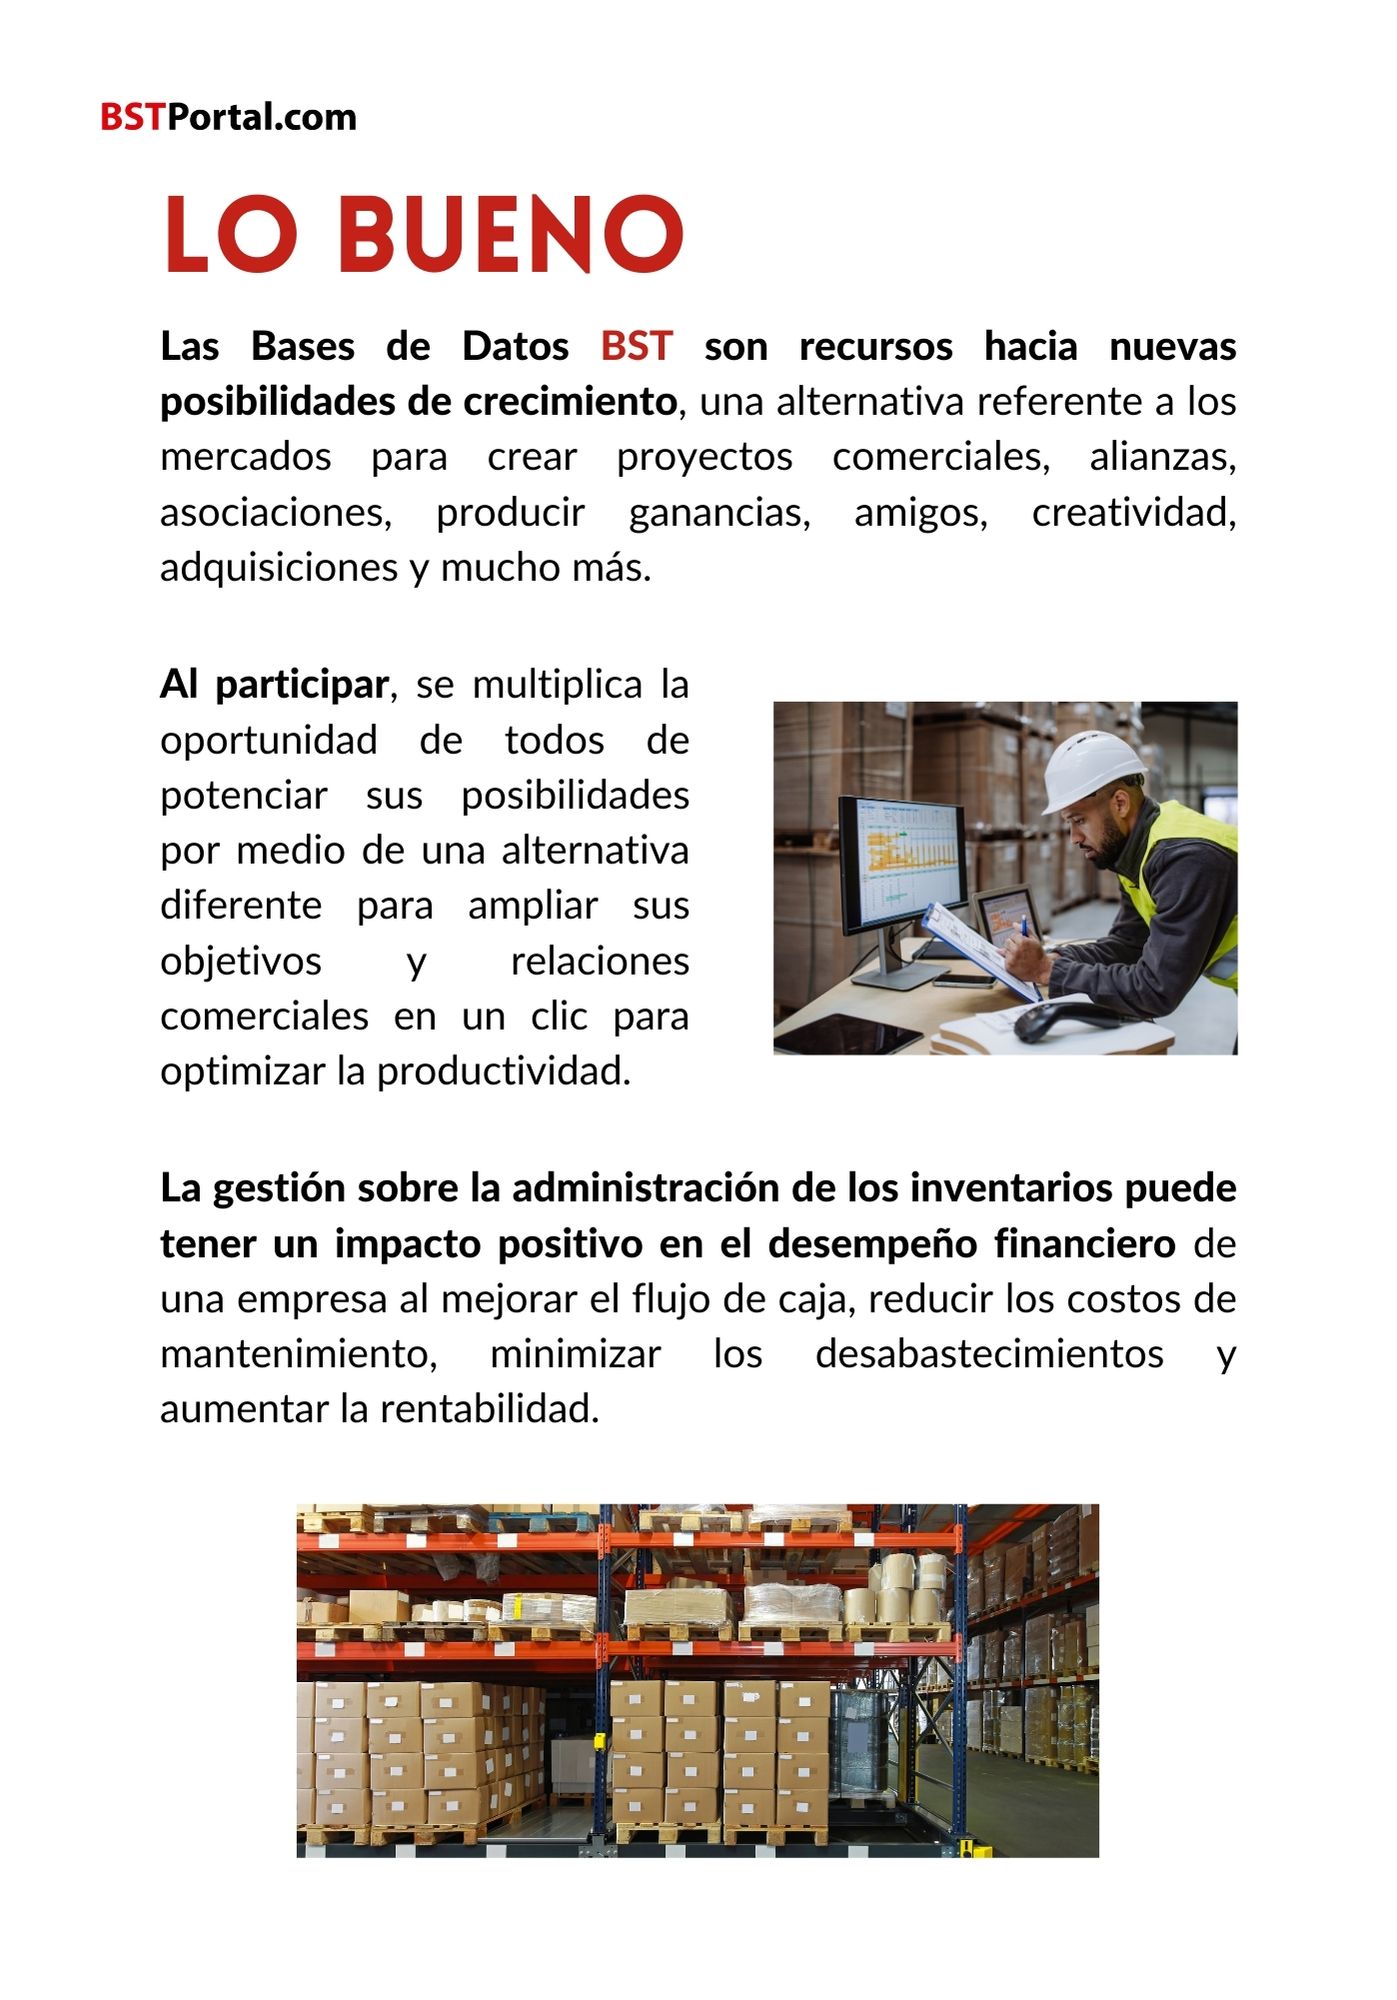 BSTPortal.com
LO BUENO
Las Bases de Datos BST son recursos hacia nuevas
posibilidades de crecimiento, una alternativa referente a los
mercados para crear proyectos comerciales, alianzas,
asociaciones, producir ganancias, amigos, creatividad,
adquisiciones y mucho más.
Al participar, se multiplica la
oportunidad de todos de
potenciar sus posibilidades
por medio de una alternativa
diferente para ampliar sus
objetivos y relaciones
comerciales en un clic para
optimizar la productividad.
La gestión sobre la administración de los inventarios puede
tener un impacto positivo en el desempeño financiero de
una empresa al mejorar el flujo de caja, reducir los costos de
mantenimiento, minimizar los desabastecimientos y
aumentar la rentabilidad.